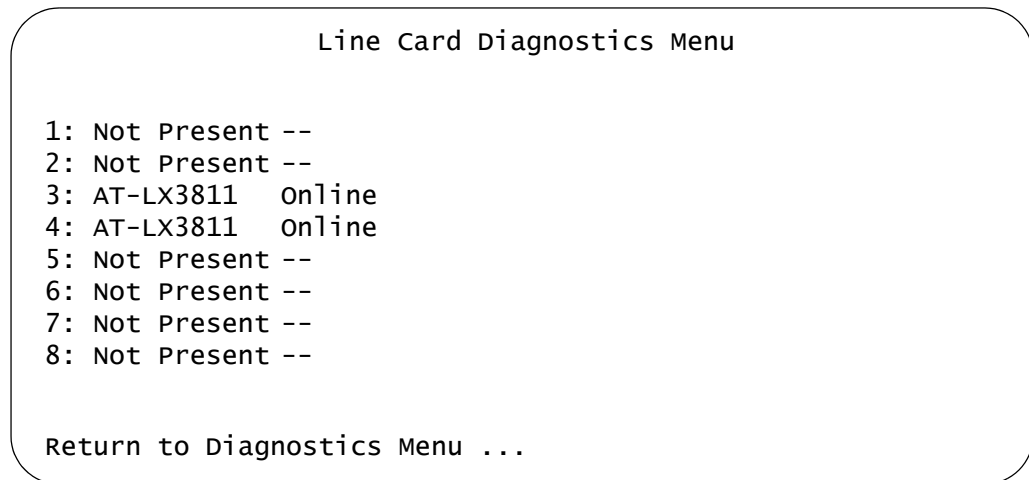 Line Card Diagnostics Menu
1: Not Present --
2: Not Present --
3: AT-LX3811 Online
4: AT-LX3811 Online
5: Not Present --
6: Not Present --
7: Not Present --
8: Not Present --
Return to Diagnostics Menu ...